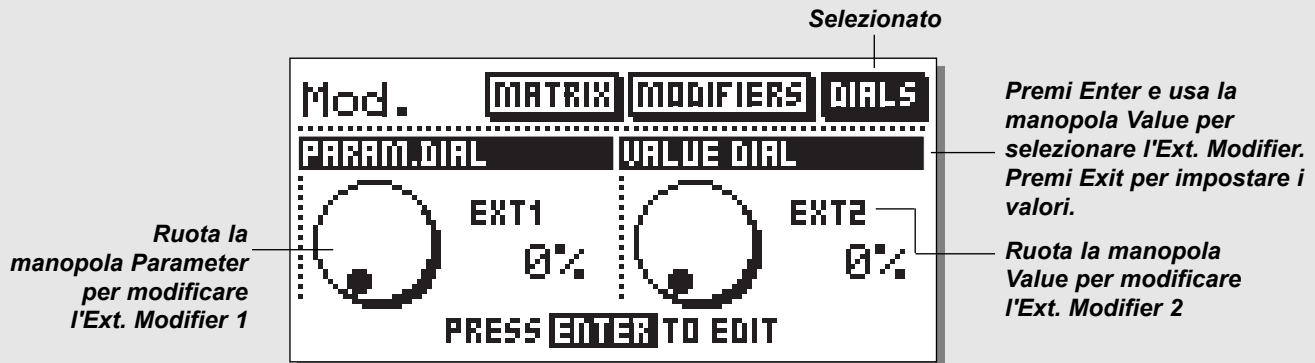 Selezionato
Mod.
MATRIX
MODIFIERS
DIALS
PARAM.DIAL
VALUE DIAL
EXT1
0%
EXT2
0%
PRESS ENTER TO EDIT
Premi Enter e usa la
manopola Value per
selezionare l'Ext. Modifier.
Premi Exit per impostare i
valori.
Ruota la
manopola Parameter
per modificare
l'Ext. Modifier 1
Ruota la manopola
Value per modificare
l'Ext. Modifier 2